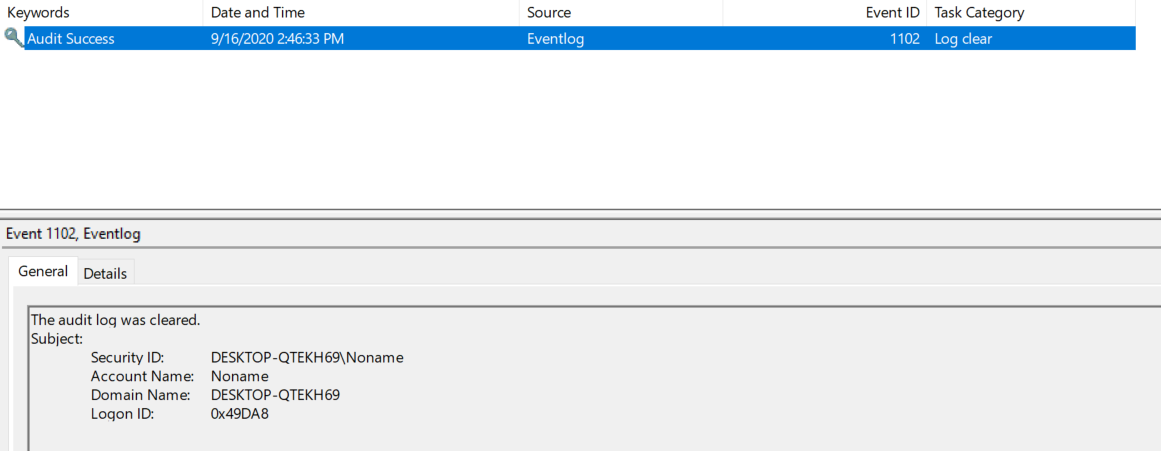 Keywords Date and Time Source Event ID Task Category
Audit Success 9/16/2020 2:46:33 PM Eventlog 1102 Log clear
Event 1102, Eventlog
General Details
The audit log was cleared.
Subject:
Security ID: DESKTOP-QTEKH69\Noname
Account Name: Noname
Domain Name: DESKTOP-QTEKH69
Logon ID: 0x49DA8